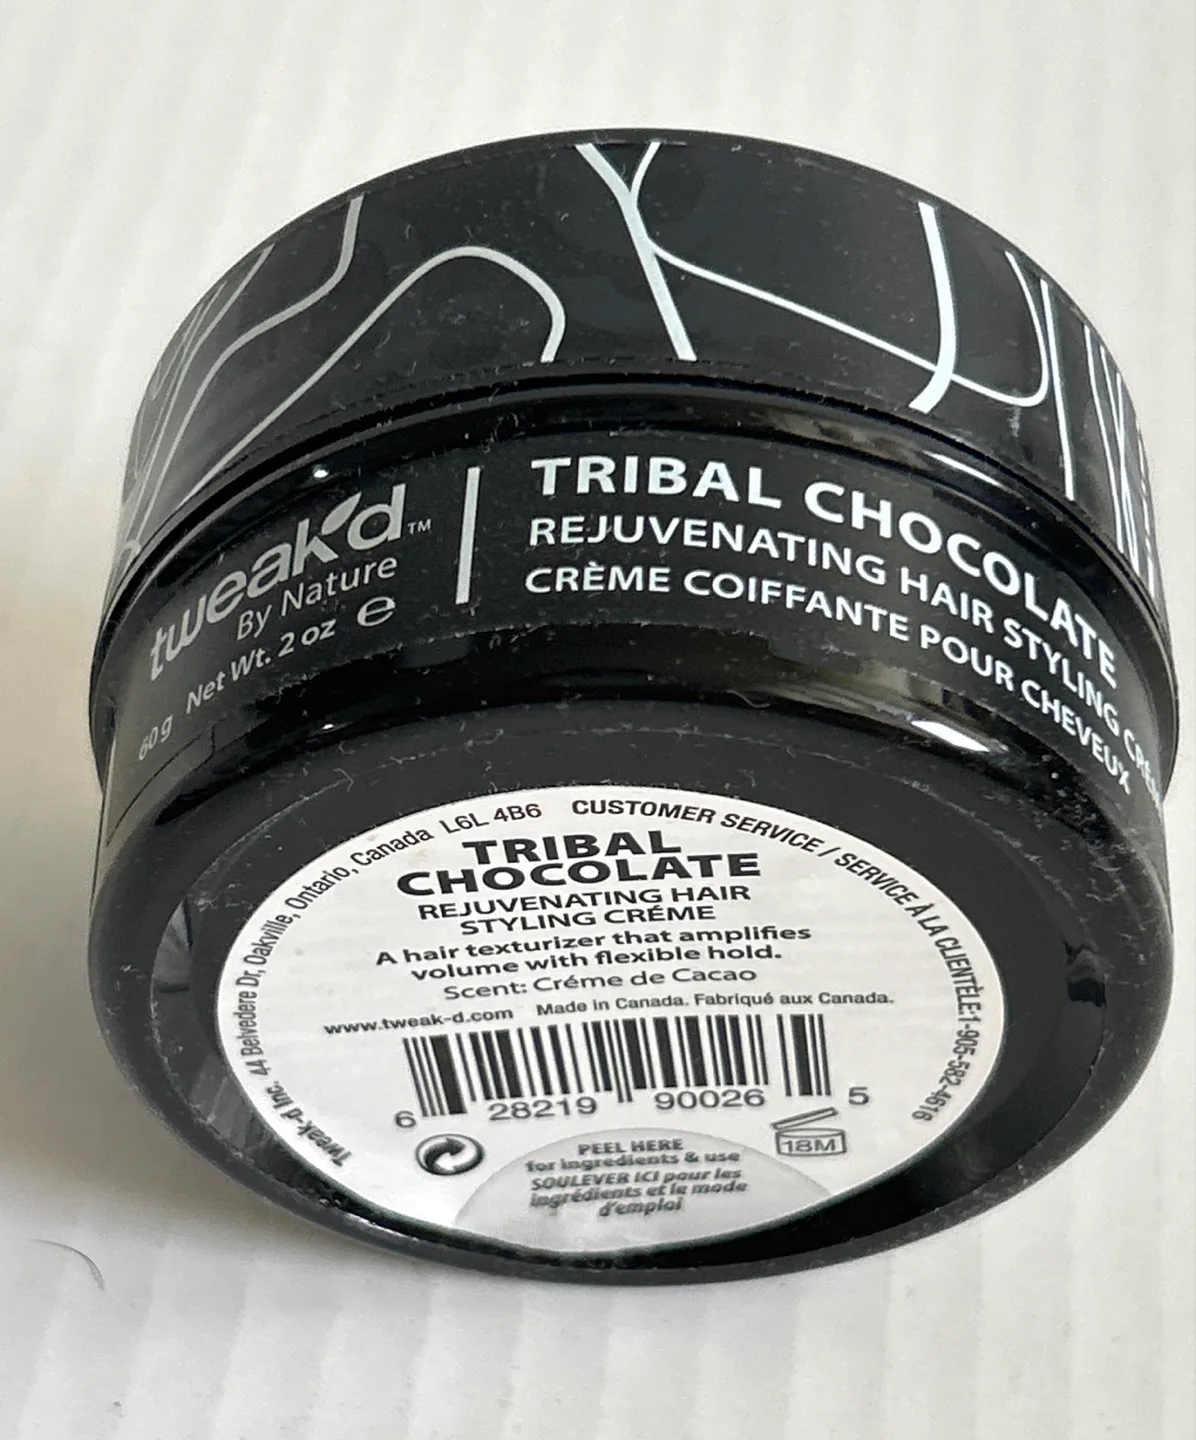 tweak'd™
By Nature
60 g Net Wt. 2 oz ℮
TRIBAL CHOCOLATE
REJUVENATING HAIR STYLING
CRÈME COIFFANTE POUR CHEVEUX
Tweak-d Inc. 44 Belvedere Dr, Oakville, Ontario, Canada L6L 4B6 CUSTOMER SERVICE / SERVICE À LA CLIENTÈLE:1-905-582-4616
TRIBAL
CHOCOLATE
REJUVENATING HAIR
STYLING CRÉME
A hair texturizer that amplifies
volume with flexible hold.
Scent: Créme de Cacao
www.tweak-d.com Made in Canada. Fabriqué aux Canada.
6 28219 90026 5
18M
PEEL HERE
for ingredients & use
SOULEVER ICI pour les
ingrédients et le mode
d'emploi